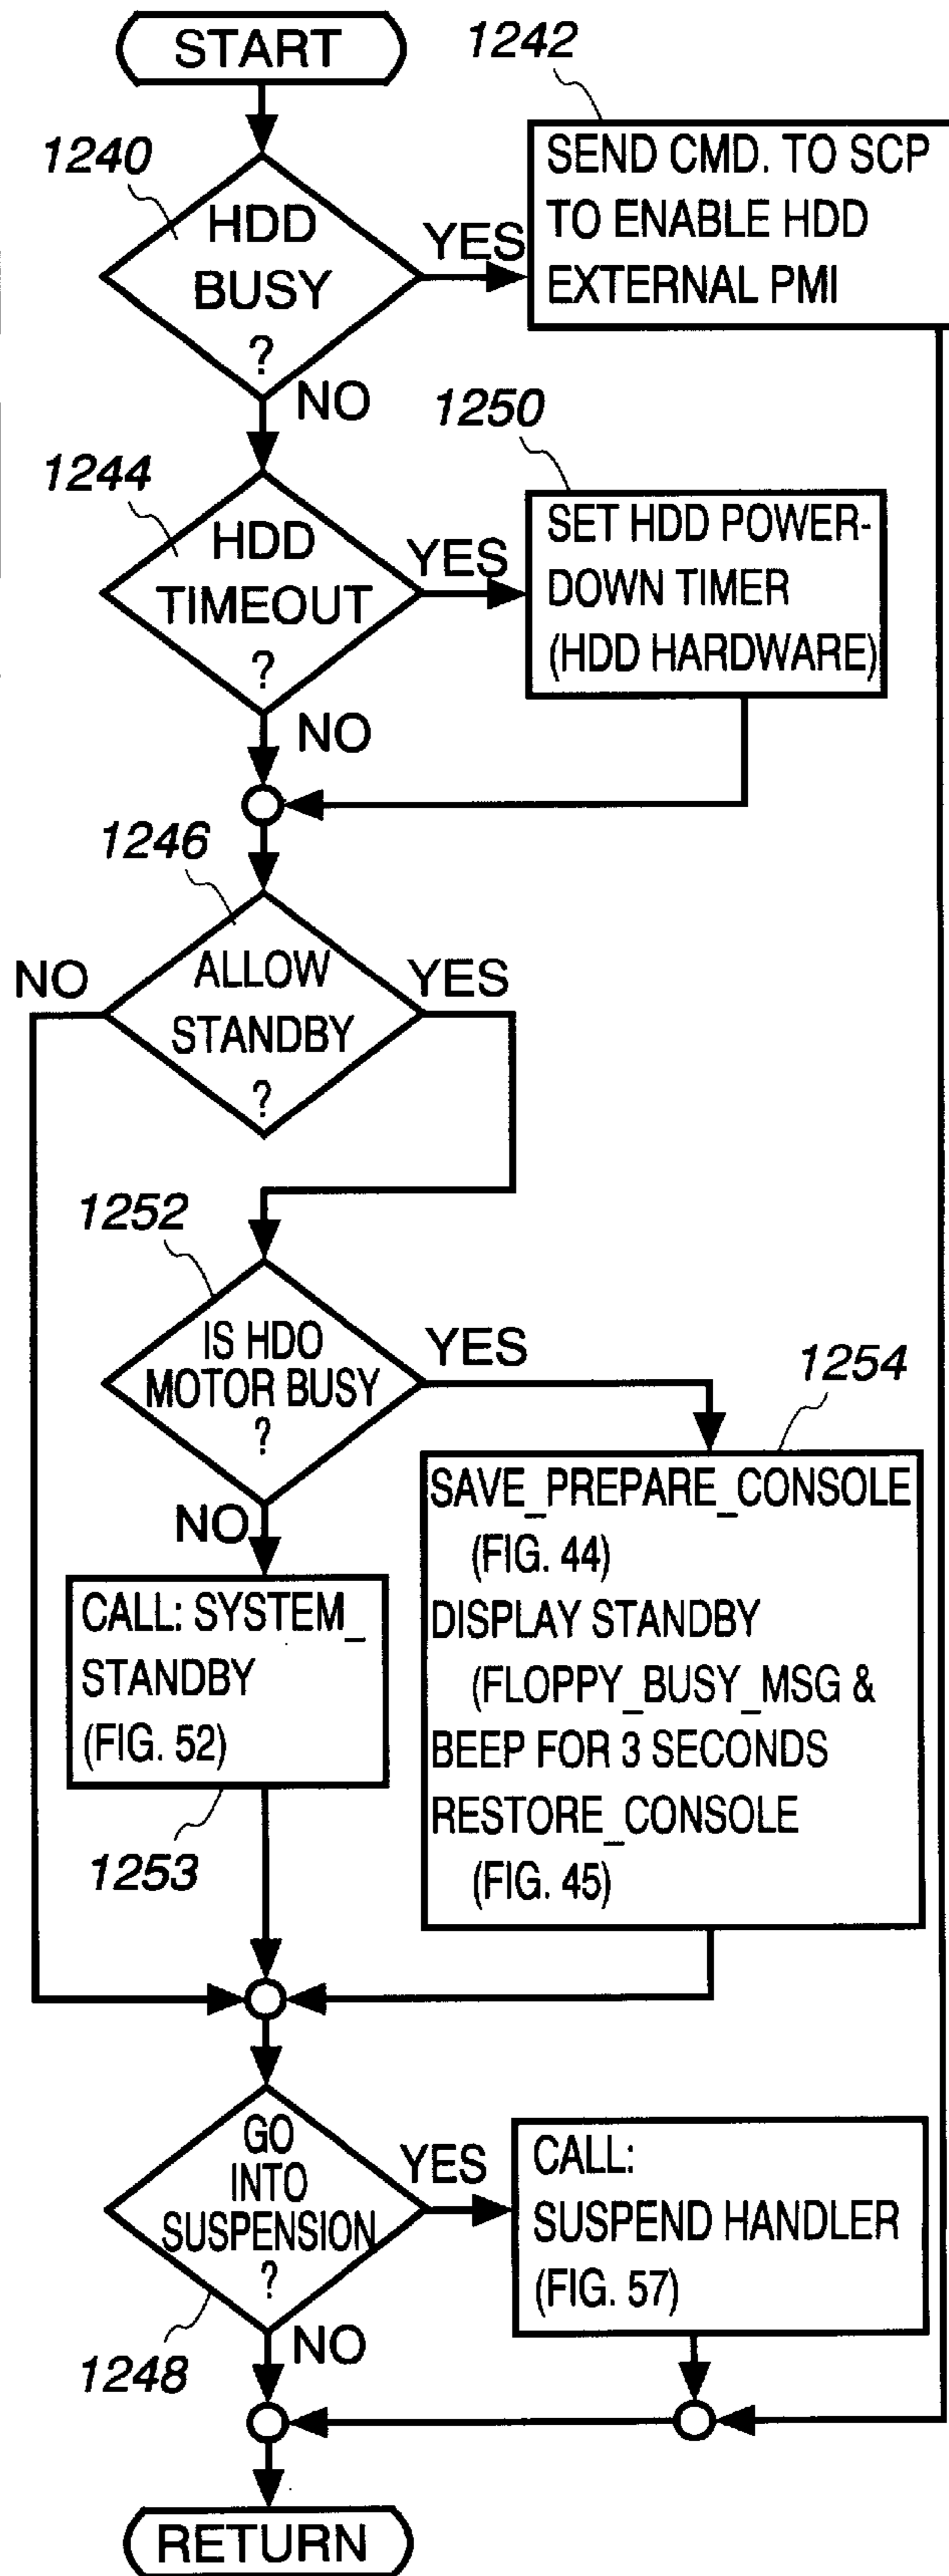 START
1242
SEND CMD. TO SCP
TO ENABLE HDD
EXTERNAL PMI
1240
HDD
BUSY
?
YES
NO
1250
SET HDD POWER-
DOWN TIMER
(HDD HARDWARE)
1244
HDD
TIMEOUT
?
YES
NO
1246
ALLOW
STANDBY
?
NO
YES
1252
IS HDO
MOTOR BUSY
?
YES
NO
1254
SAVE_PREPARE_CONSOLE
(FIG. 44)
DISPLAY STANDBY
(FLOPPY_BUSY_MSG &
BEEP FOR 3 SECONDS
RESTORE_CONSOLE
(FIG. 45)
CALL: SYSTEM_
STANDBY
(FIG. 52)
1253
GO
INTO
SUSPENSION
?
YES
NO
1248
CALL:
SUSPEND HANDLER
(FIG. 57)
RETURN